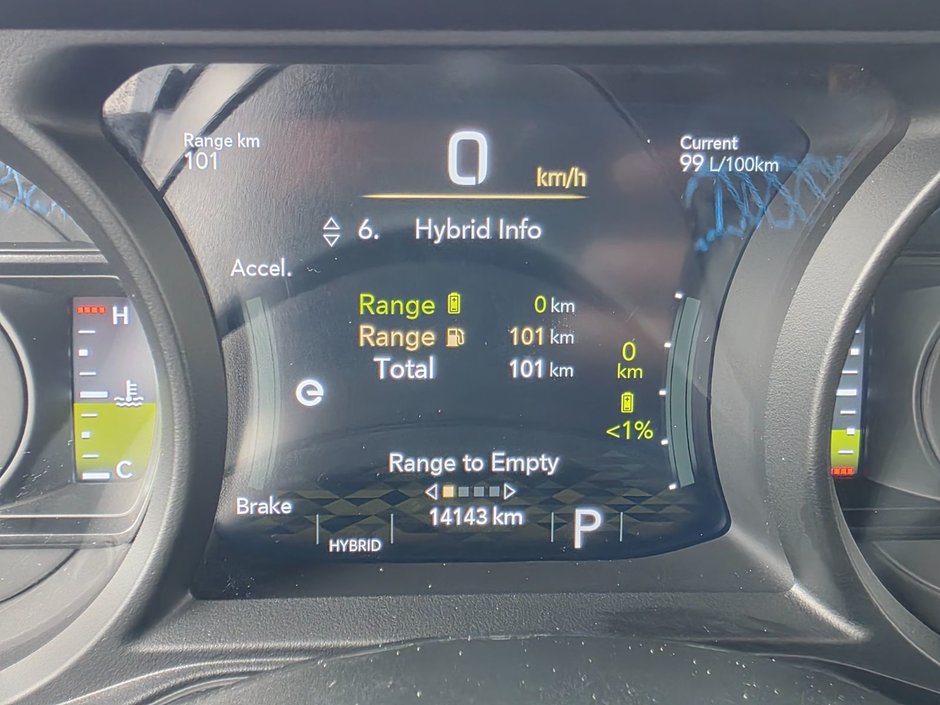 Range km
101
0
km/h
Current
99 L/100km
6. Hybrid Info
Accel.
Range 0 km
Range 101 km
Total 101 km
0
km
<1%
H
C
e
Range to Empty
14143 km
Brake
HYBRID
P